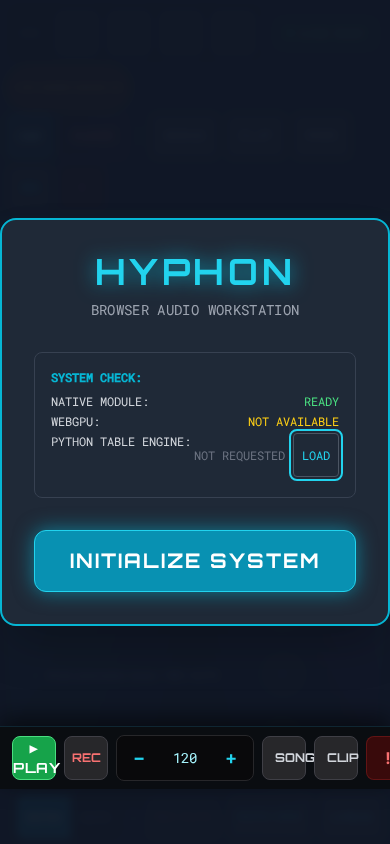 HYPHON
BROWSER AUDIO WORKSTATION
SYSTEM CHECK:
NATIVE MODULE: READY
WEBGPU: NOT AVAILABLE
PYTHON TABLE ENGINE:
NOT REQUESTED LOAD
INITIALIZE SYSTEM
▶
PLAY REC − 120 + SONG CLIP !